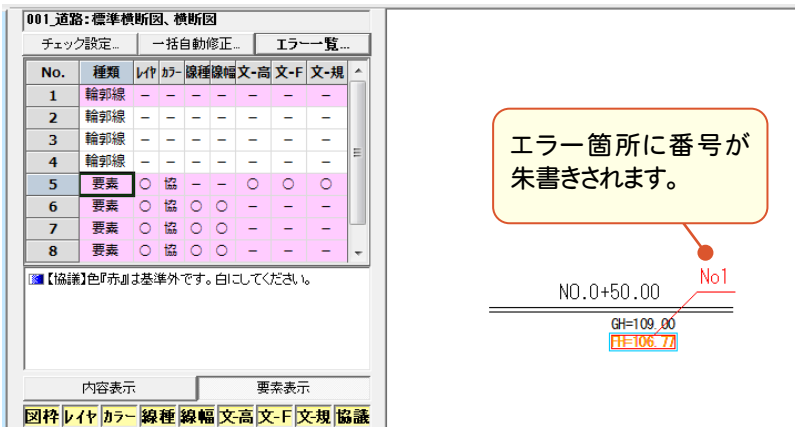 001_道路:標準横断図、横断図
チェック設定... 一括自動修正... エラー一覧...
No. 種類 レイヤ カラー 線種 線幅 文-高 文-F 文-規
1 輪郭線 − − − − − − −
2 輪郭線 − − − − − − −
3 輪郭線 − − − − − − −
4 輪郭線 − − − − − − −
5 要素 ○ 協 − − ○ ○ ○
6 要素 ○ 協 ○ ○ − − −
7 要素 ○ 協 ○ ○ − − −
8 要素 ○ 協 ○ ○ − − −
【協議】色『赤』は基準外です。白にしてください。
内容表示 要素表示
図枠 レイヤ カラー 線種 線幅 文-高 文-F 文-規 協議
エラー箇所に番号が
朱書きされます。
No1
NO.0+50.00
GH=109.00
FH=106.77